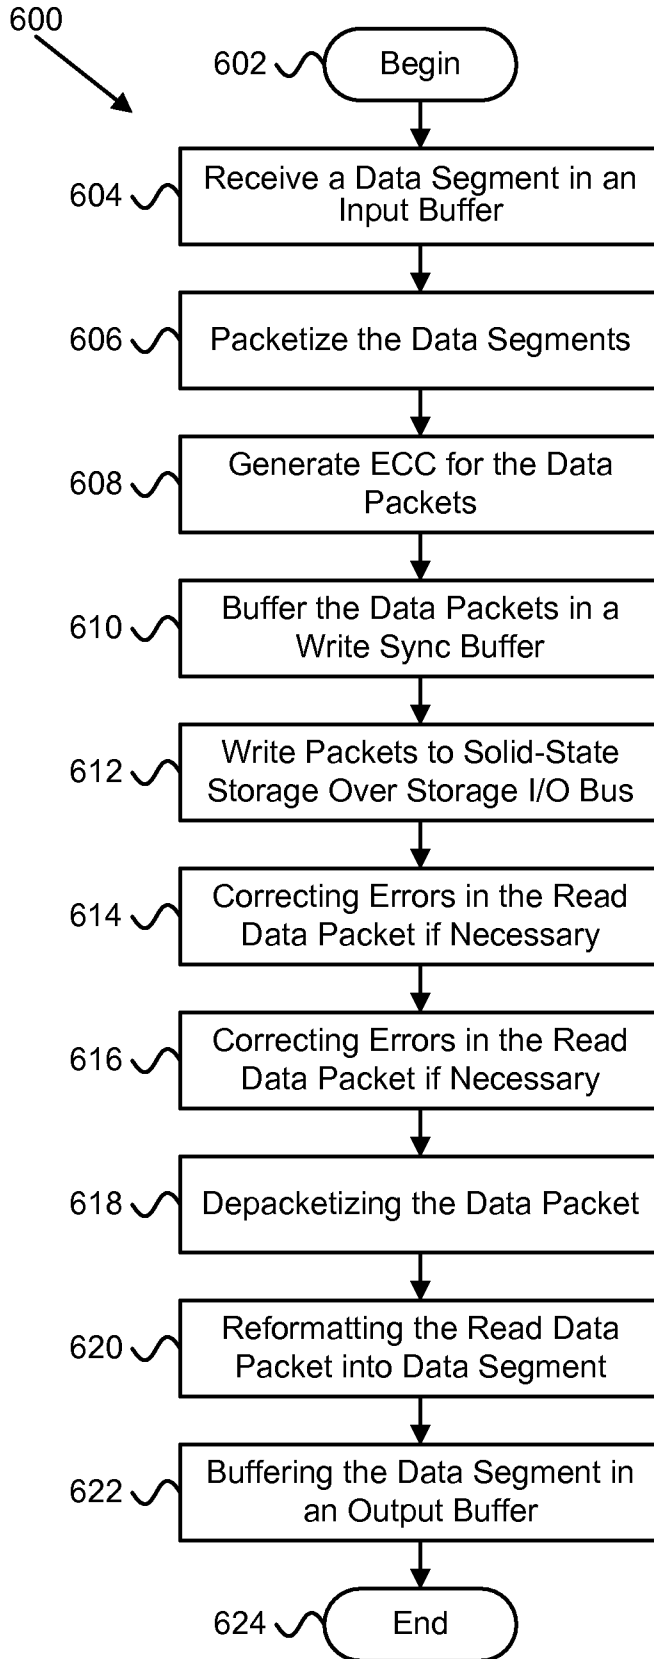 600
602 Begin
604 Receive a Data Segment in an
Input Buffer
606 Packetize the Data Segments
608 Generate ECC for the Data
Packets
610 Buffer the Data Packets in a
Write Sync Buffer
612 Write Packets to Solid-State
Storage Over Storage I/O Bus
614 Correcting Errors in the Read
Data Packet if Necessary
616 Correcting Errors in the Read
Data Packet if Necessary
618 Depacketizing the Data Packet
620 Reformatting the Read Data
Packet into Data Segment
622 Buffering the Data Segment in
an Output Buffer
624 End